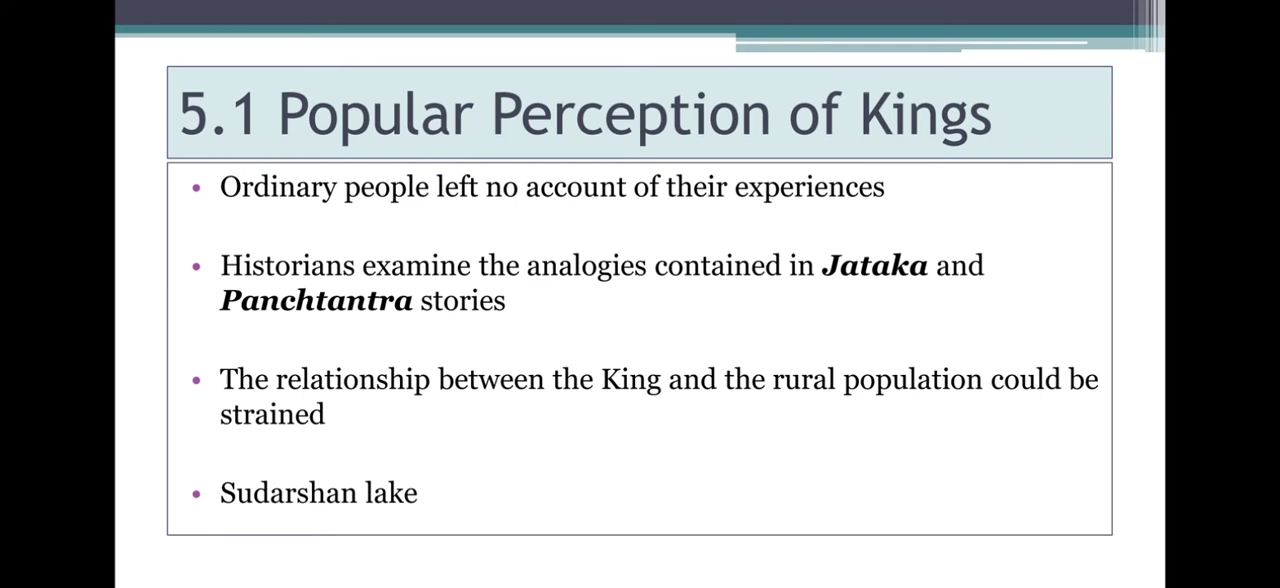 5.1 Popular Perception of Kings
• Ordinary people left no account of their experiences
• Historians examine the analogies contained in Jataka and
Panchtantra stories
• The relationship between the King and the rural population could be
strained
• Sudarshan lake